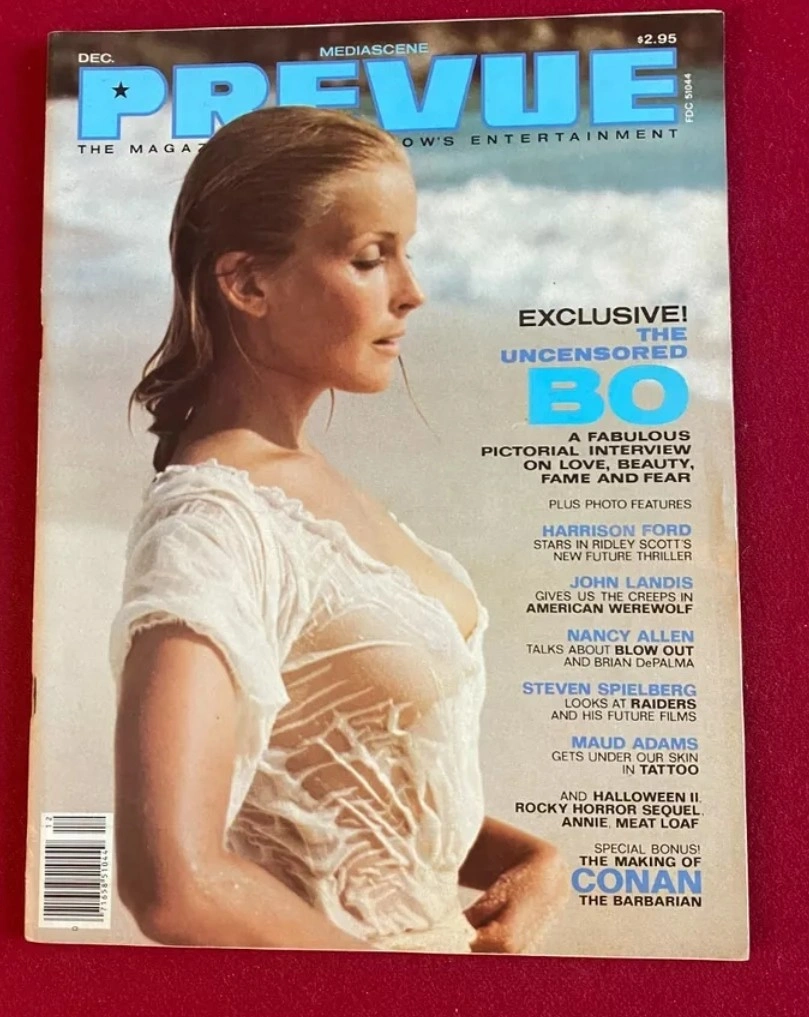 DEC.
MEDIASCENE
$2.95
PREVUE
THE MAGA
OW'S ENTERTAINMENT
FDC 51044
EXCLUSIVE!
THE
UNCENSORED
BO
A FABULOUS
PICTORIAL INTERVIEW
ON LOVE, BEAUTY,
FAME AND FEAR
PLUS PHOTO FEATURES
HARRISON FORD
STARS IN RIDLEY SCOTT'S
NEW FUTURE THRILLER
JOHN LANDIS
GIVES US THE CREEPS IN
AMERICAN WEREWOLF
NANCY ALLEN
TALKS ABOUT BLOW OUT
AND BRIAN DePALMA
STEVEN SPIELBERG
LOOKS AT RAIDERS
AND HIS FUTURE FILMS
MAUD ADAMS
GETS UNDER OUR SKIN
IN TATTOO
AND HALLOWEEN II,
ROCKY HORROR SEQUEL,
ANNIE, MEAT LOAF
SPECIAL BONUS!
THE MAKING OF
CONAN
THE BARBARIAN
12
0 71658 51044